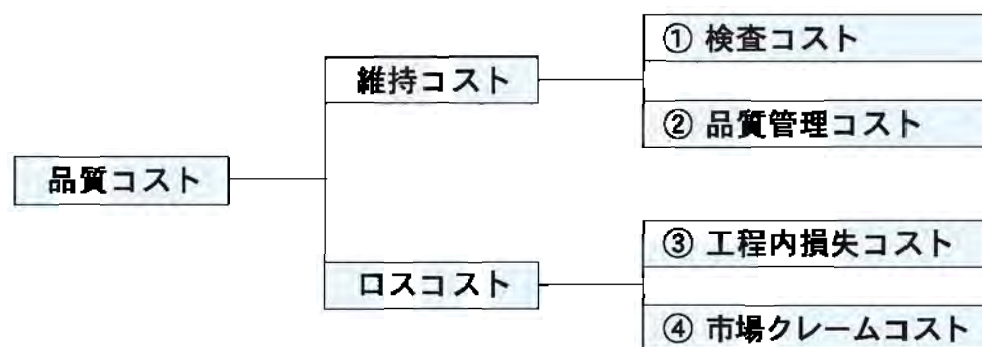 品質コスト
維持コスト
① 検査コスト
② 品質管理コスト
ロスコスト
③ 工程内損失コスト
④ 市場クレームコスト